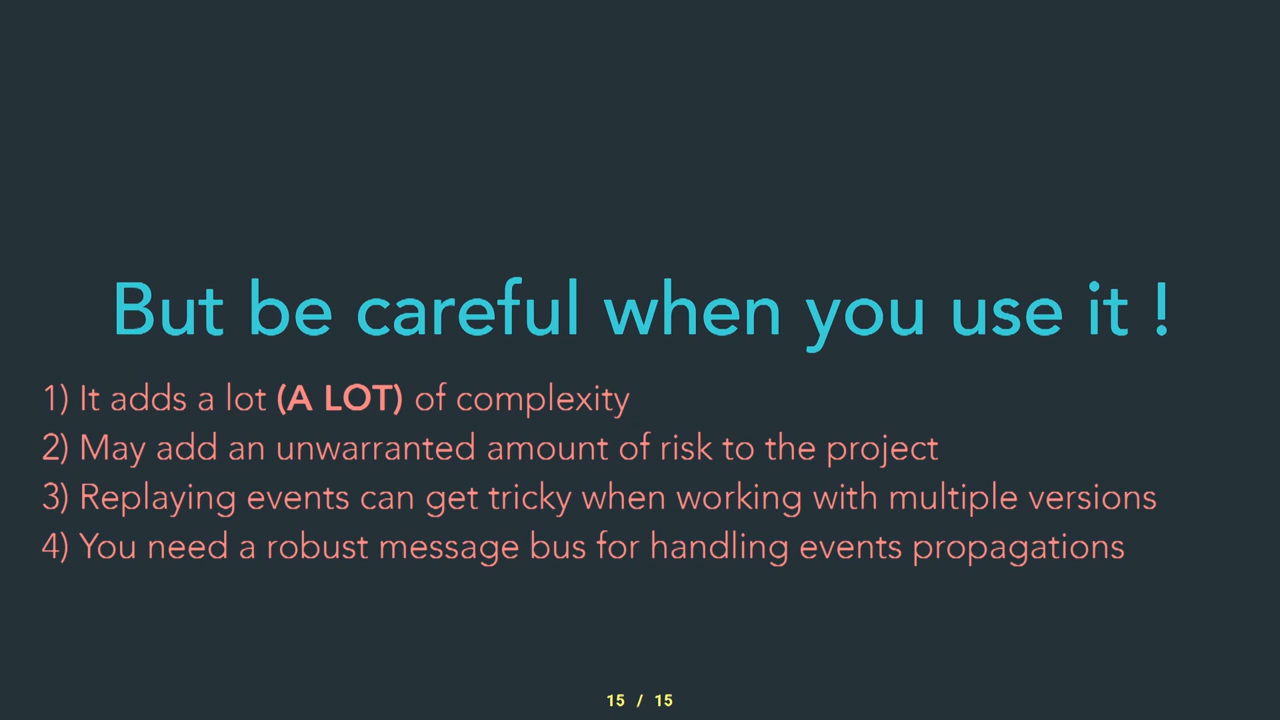 But be careful when you use it !
1) It adds a lot (A LOT) of complexity
2) May add an unwarranted amount of risk to the project
3) Replaying events can get tricky when working with multiple versions
4) You need a robust message bus for handling events propagations
15 / 15